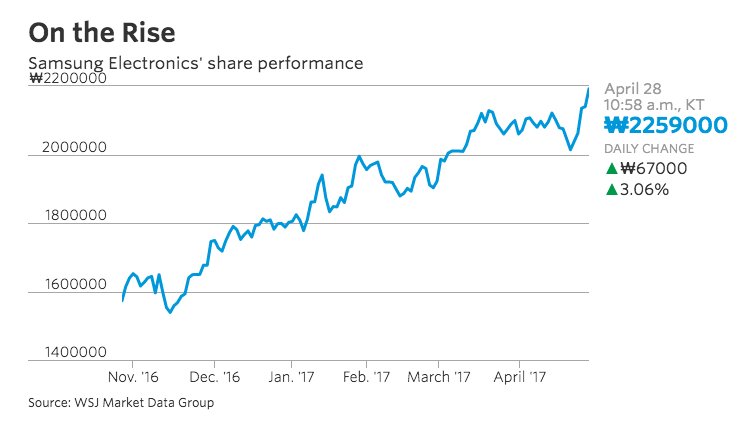 On the Rise
Samsung Electronics' share performance
₩2200000
2000000
1800000
1600000
1400000
Nov. '16 Dec. '16 Jan. '17 Feb. '17 March '17 April '17
April 28
10:58 a.m., KT
₩2259000
DAILY CHANGE
▲₩67000
▲3.06%
Source: WSJ Market Data Group